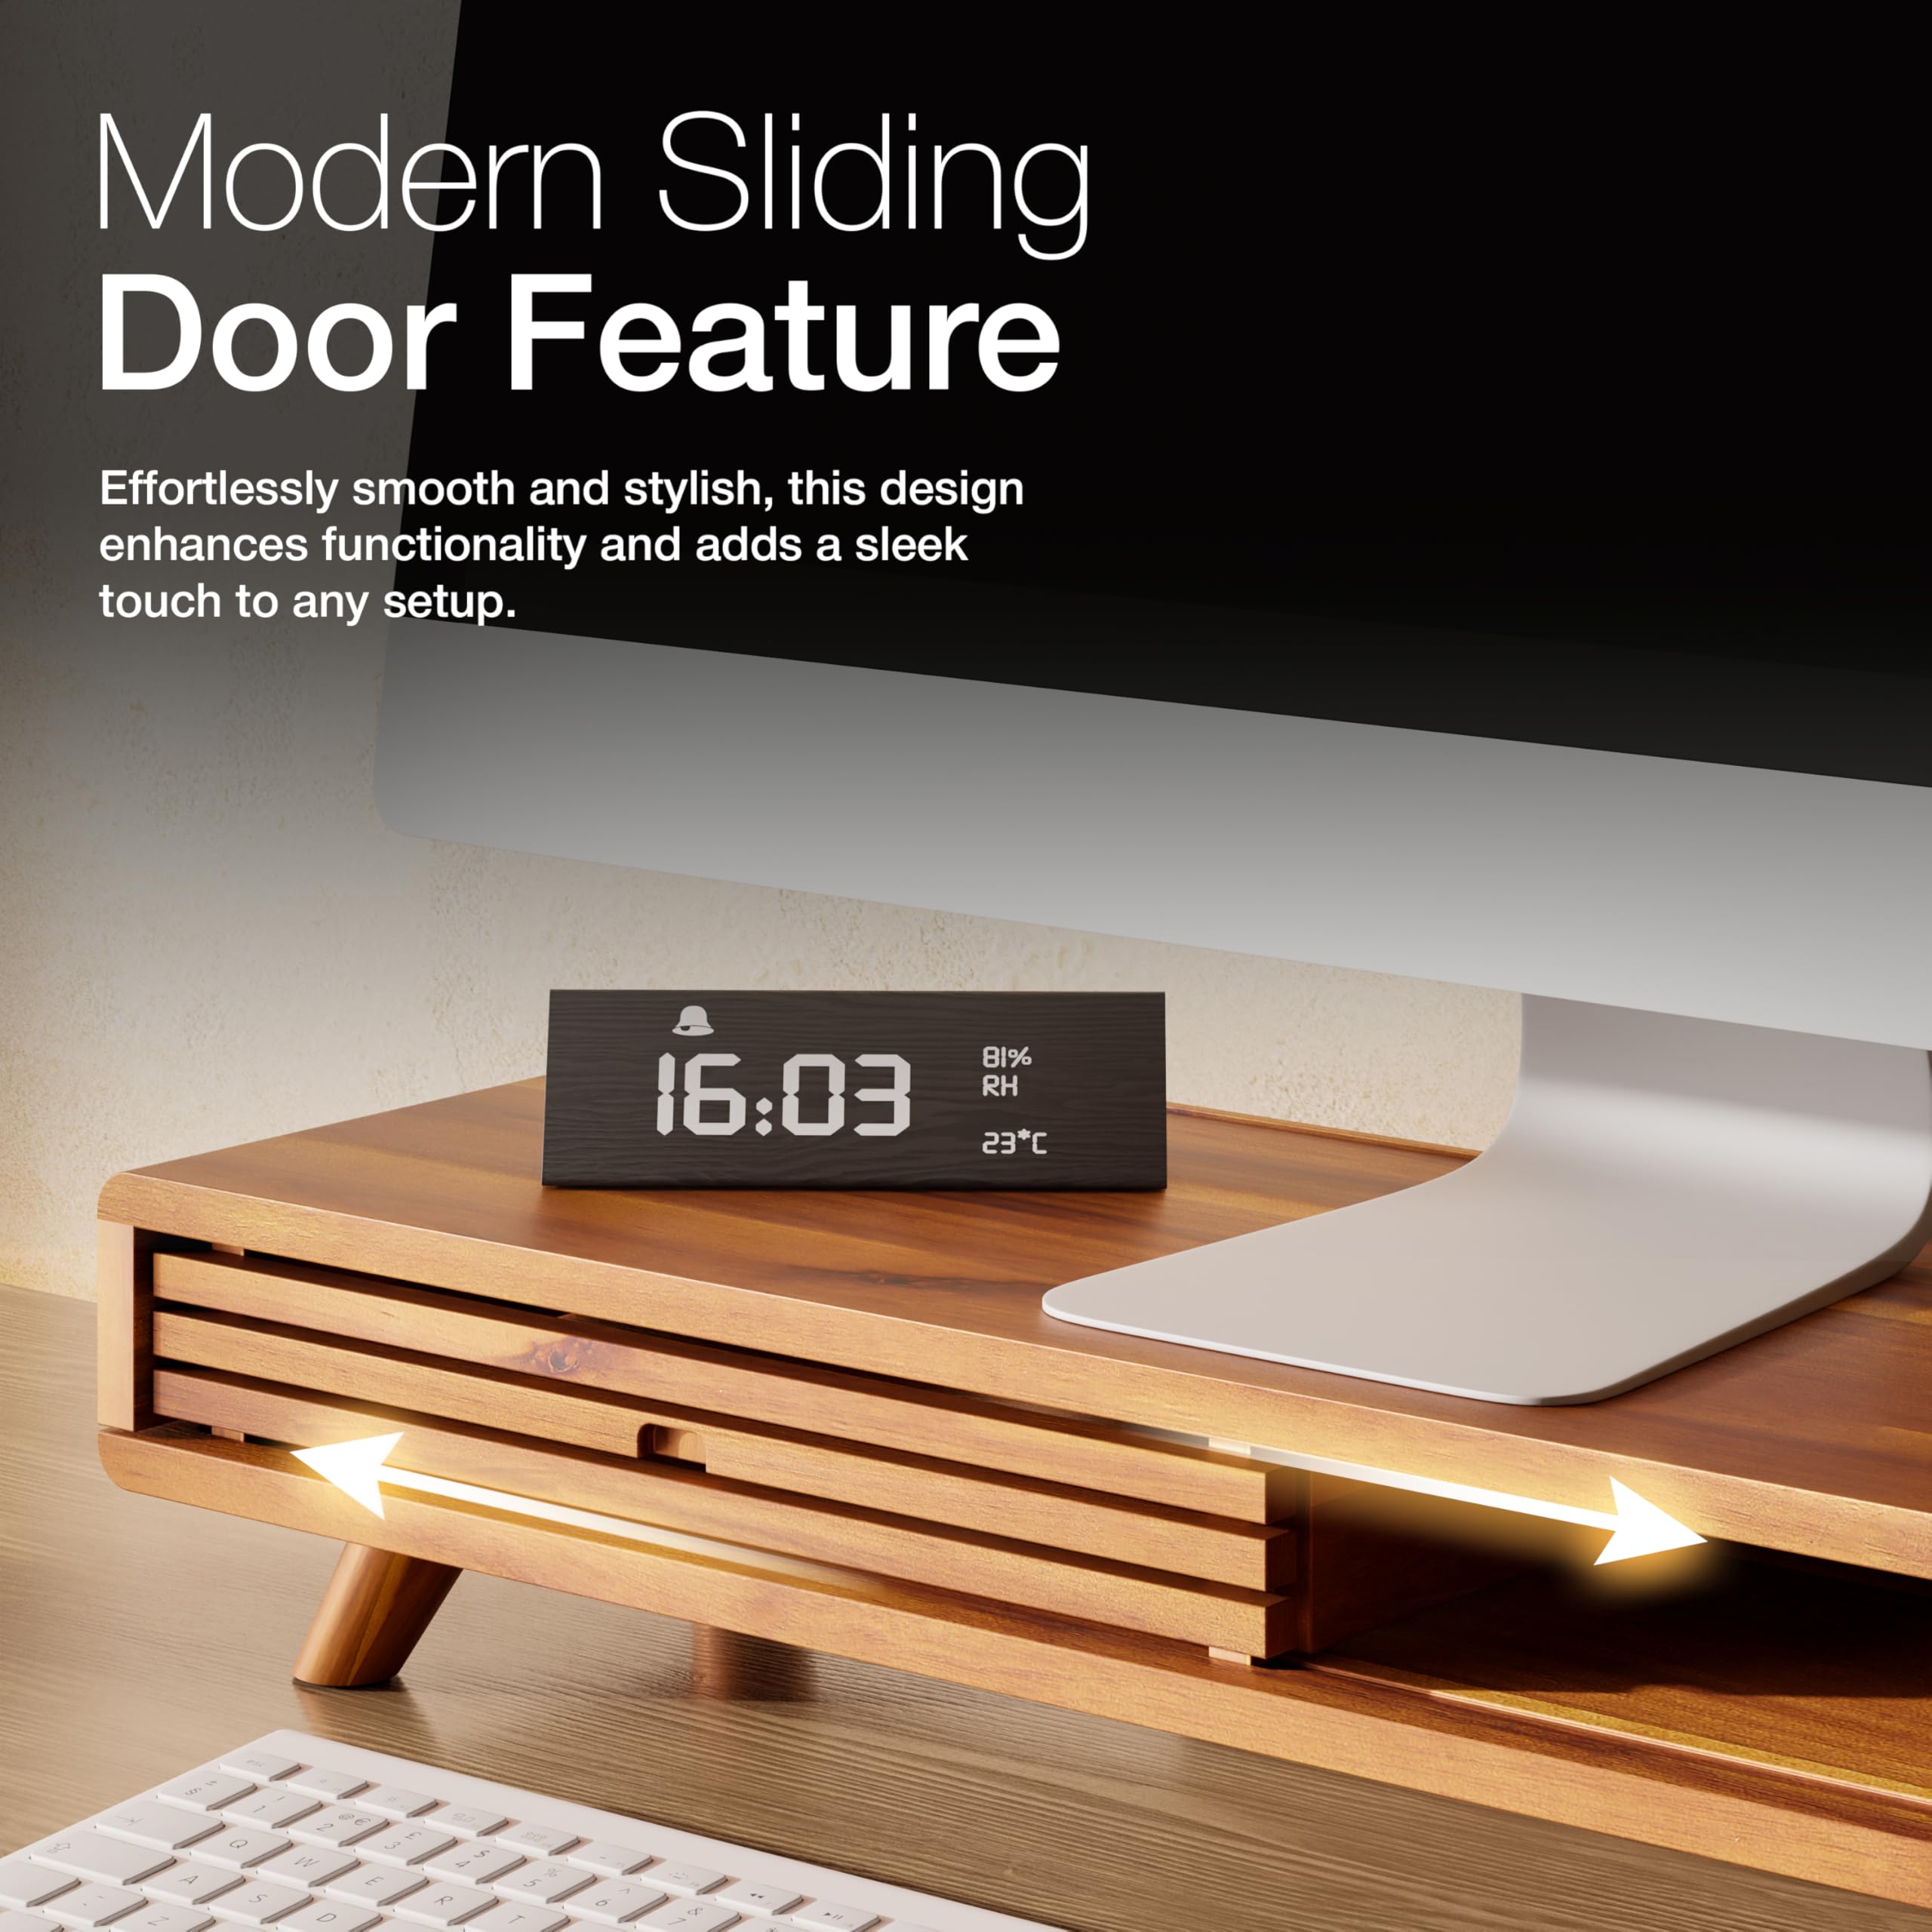 Modern Sliding
Door Feature
Effortlessly smooth and stylish, this design
enhances functionality and adds a sleek
touch to any setup.
16:03
81%
RH
23*C
Q W E R T
A S D
Z